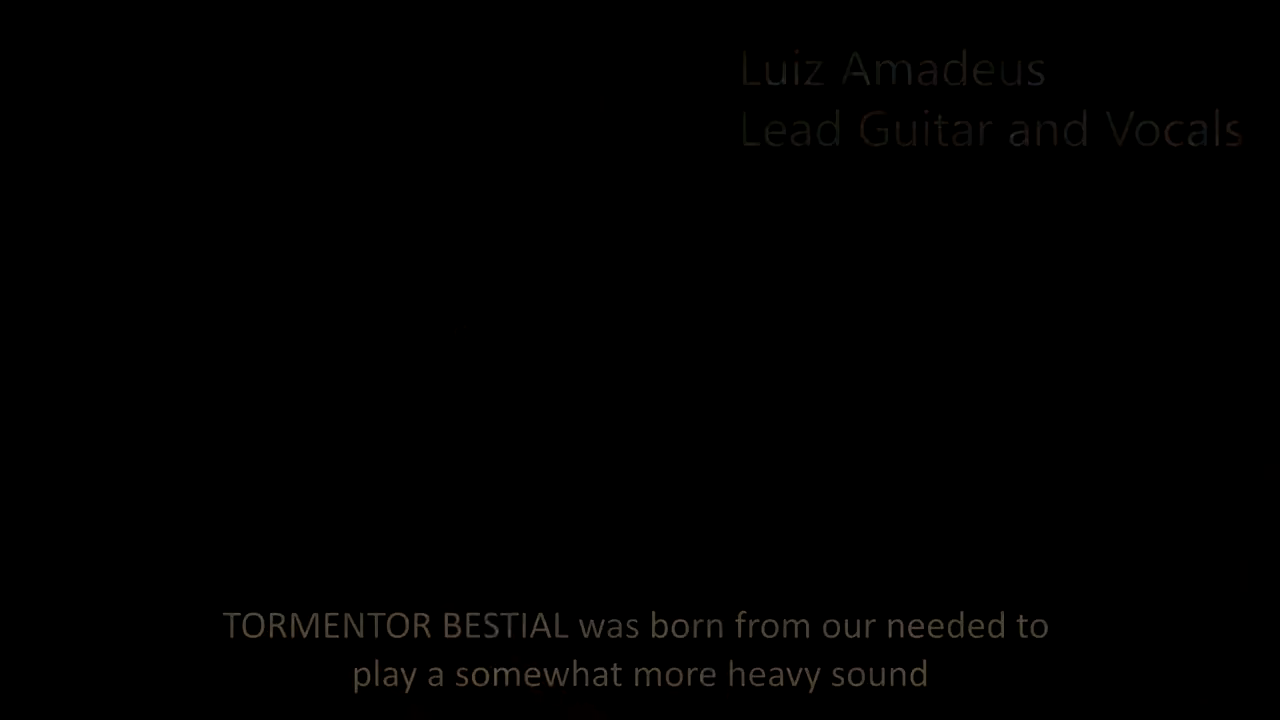 Luiz Amadeus
Lead Guitar and Vocals
TORMENTOR BESTIAL was born from our needed to
play a somewhat more heavy sound